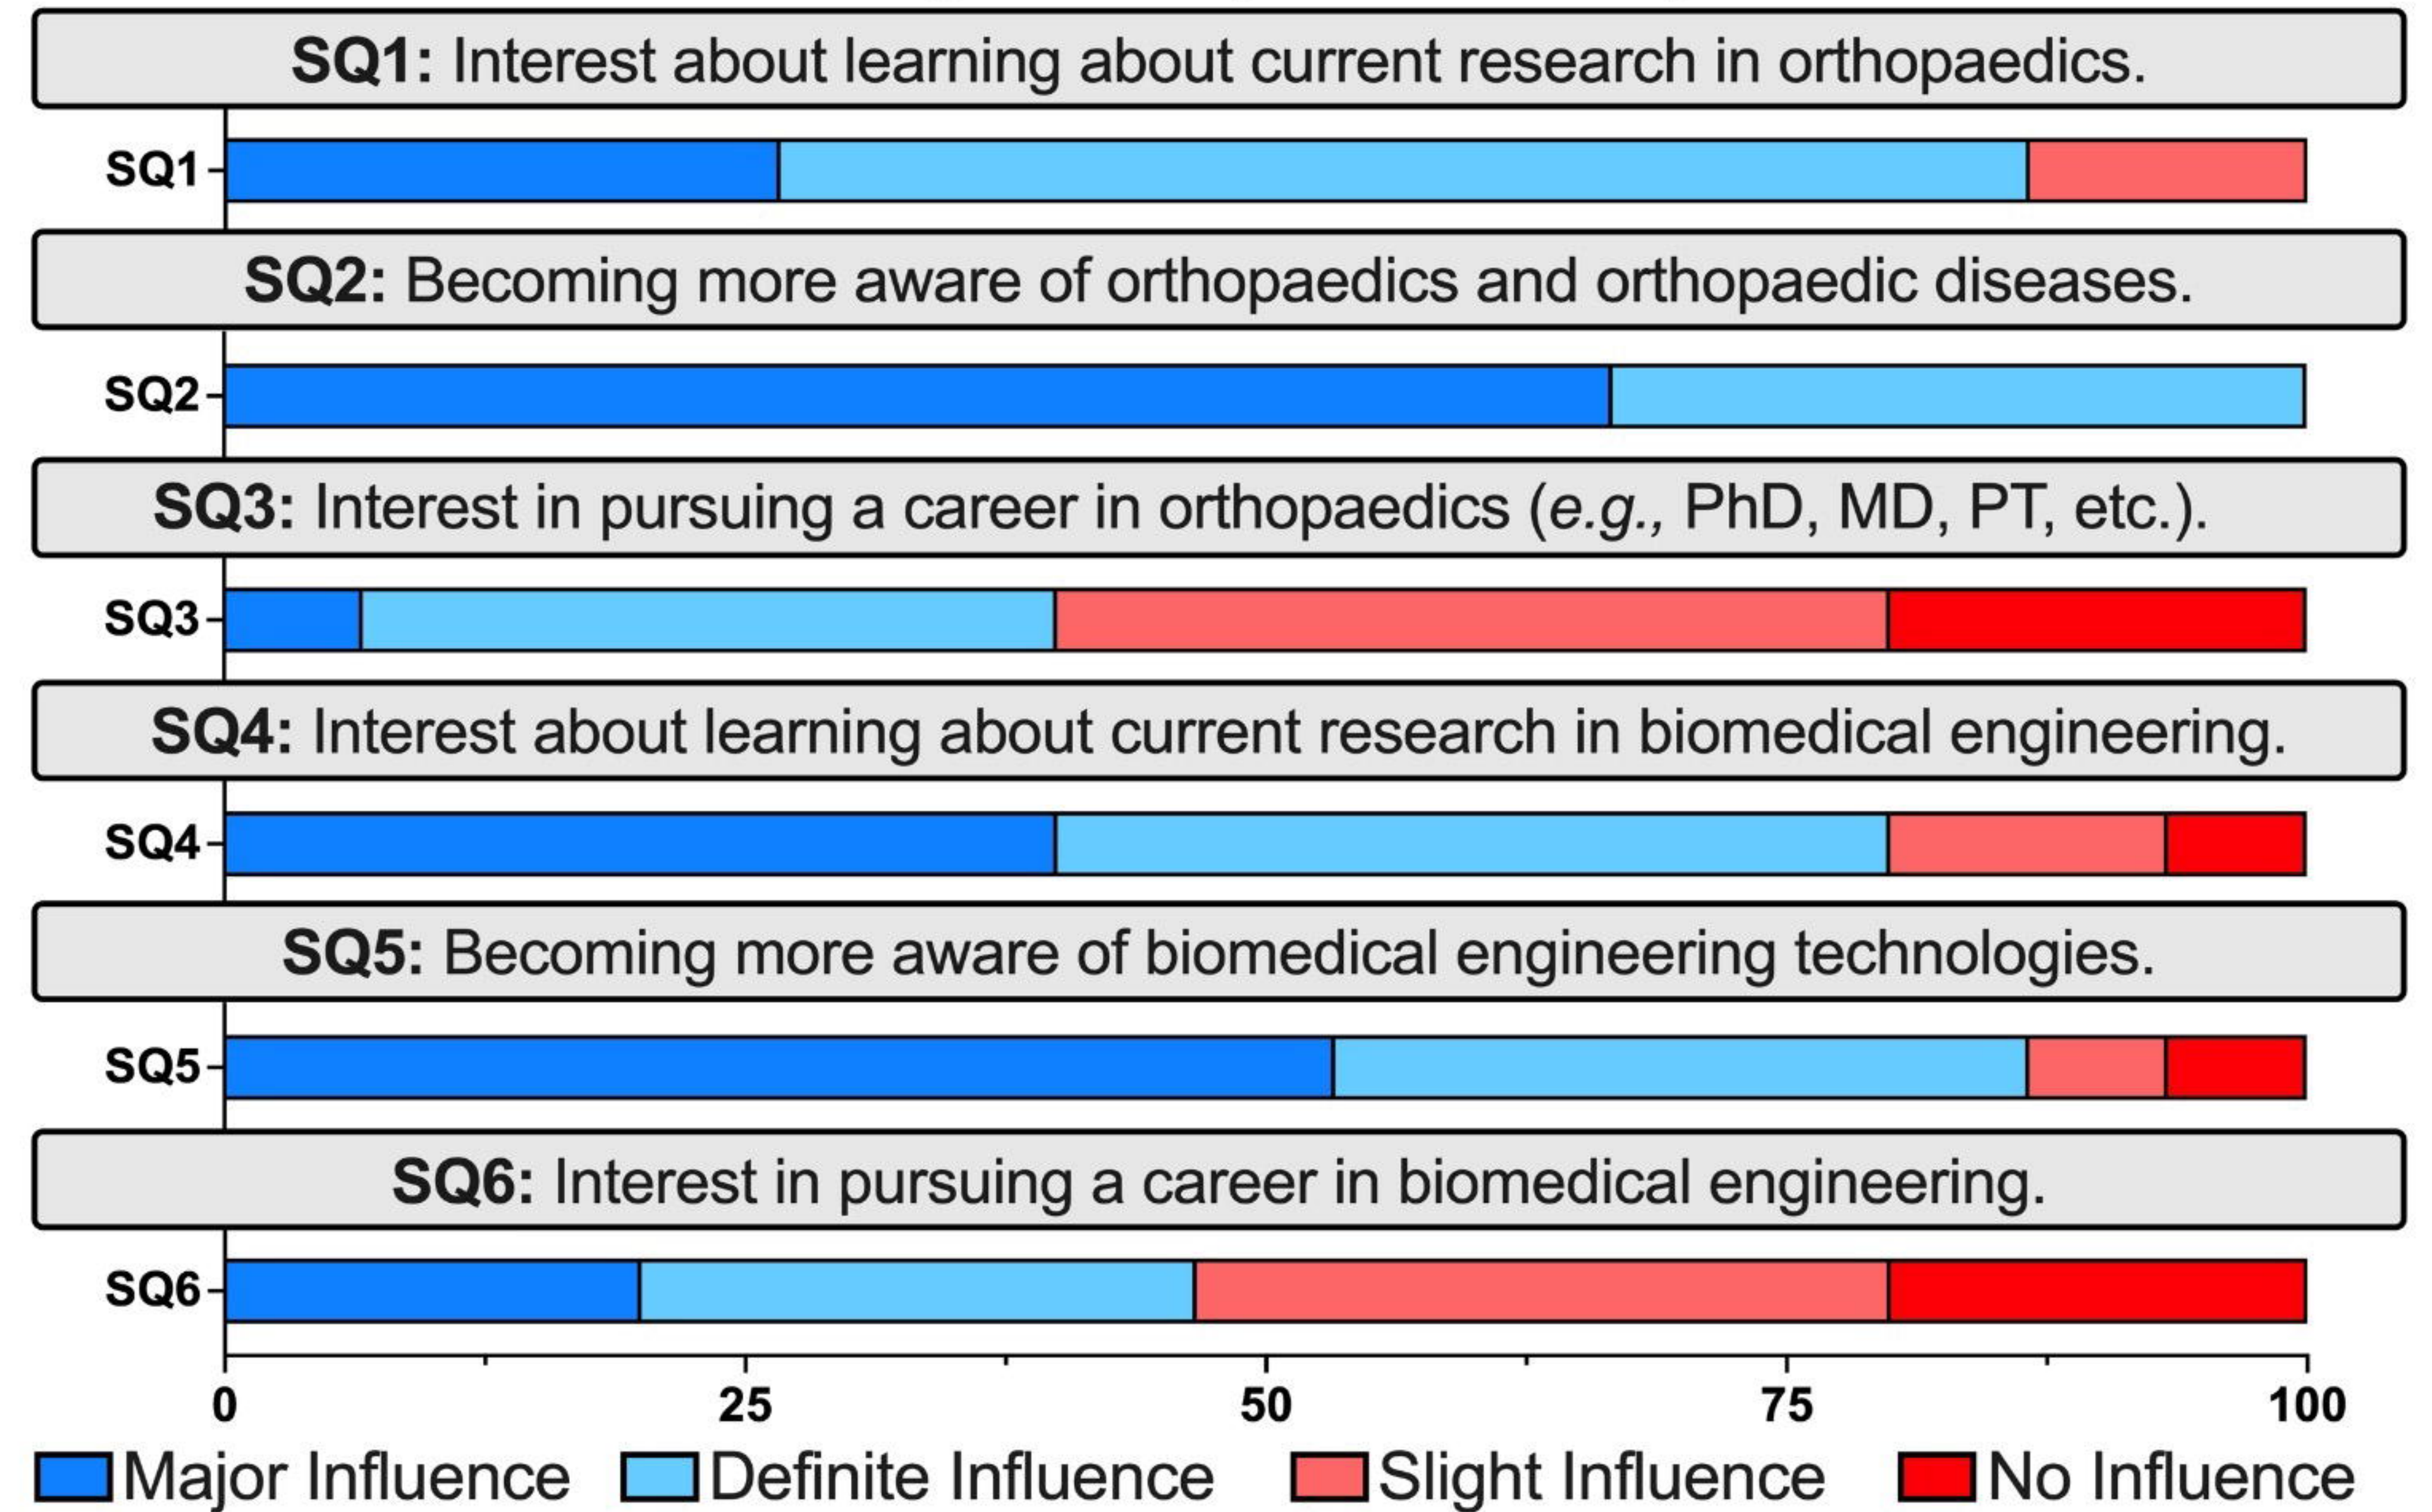 SQ1: Interest about learning about current research in orthopaedics.
SQ1
SQ2: Becoming more aware of orthopaedics and orthopaedic diseases.
SQ2
SQ3: Interest in pursuing a career in orthopaedics (e.g., PhD, MD, PT, etc.).
SQ3
SQ4: Interest about learning about current research in biomedical engineering.
SQ4
SQ5: Becoming more aware of biomedical engineering technologies.
SQ5
SQ6: Interest in pursuing a career in biomedical engineering.
SQ6
0 25 50 75 100
Major Influence Definite Influence Slight Influence No Influence